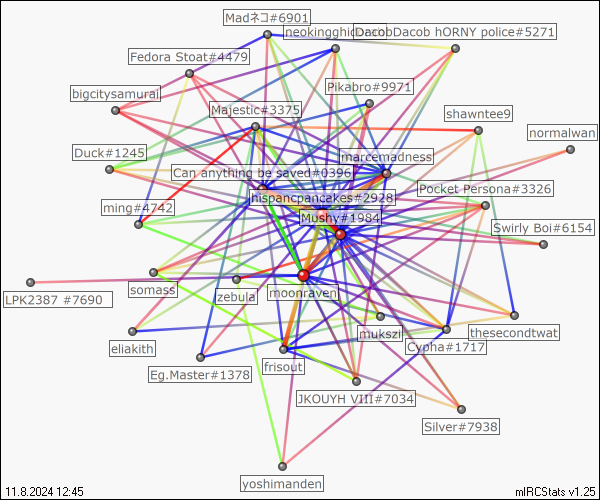 Madネコ#6901
neokingghidorah
DacobDacob hORNY police#5271
Fedora Stoat#4479
Pikabro#9971
bigcitysamurai
Majestic#3375
shawntee9
normalwan
Duck#1245
marcemadness
Can anything be saved#0396
Pocket Persona#3326
hispancpancakes#2928
ming#4742
Mushy#1984
Swirly Boi#6154
somass
zebula
moonraven
LPK2387 #7690
eliakith
mukszi
thesecondtwat
Cypha#1717
Eg.Master#1378
frisout
JKOUYH VIII#7034
Silver#7938
yoshimanden
11.8.2024 12:45
mIRCStats v1.25